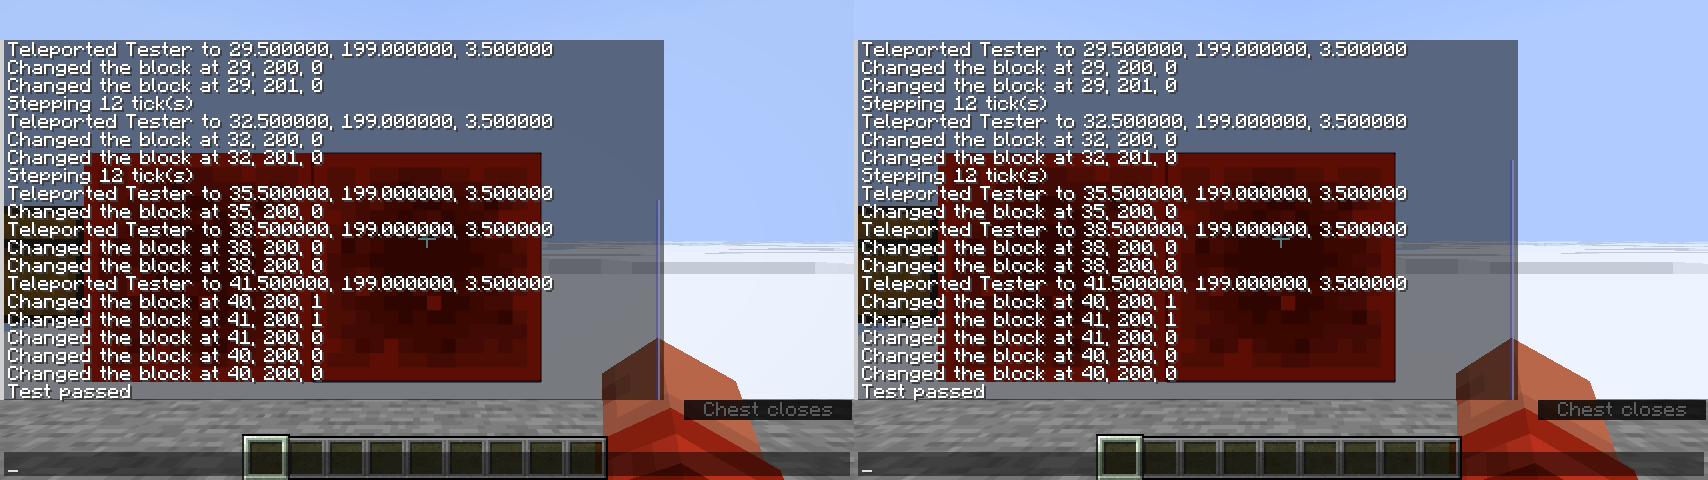 Teleported Tester to 29.500000, 199.000000, 3.500000
Changed the block at 29, 200, 0
Changed the block at 29, 201, 0
Stepping 12 tick(s)
Teleported Tester to 32.500000, 199.000000, 3.500000
Changed the block at 32, 200, 0
Changed the block at 32, 201, 0
Stepping 12 tick(s)
Teleported Tester to 35.500000, 199.000000, 3.500000
Changed the block at 35, 200, 0
Teleported Tester to 38.500000, 199.000000, 3.500000
Changed the block at 38, 200, 0
Changed the block at 38, 200, 0
Teleported Tester to 41.500000, 199.000000, 3.500000
Changed the block at 40, 200, 1
Changed the block at 41, 200, 1
Changed the block at 41, 200, 0
Changed the block at 40, 200, 0
Changed the block at 40, 200, 0
Test passed
Chest closes
_
Teleported Tester to 29.500000, 199.000000, 3.500000
Changed the block at 29, 200, 0
Changed the block at 29, 201, 0
Stepping 12 tick(s)
Teleported Tester to 32.500000, 199.000000, 3.500000
Changed the block at 32, 200, 0
Changed the block at 32, 201, 0
Stepping 12 tick(s)
Teleported Tester to 35.500000, 199.000000, 3.500000
Changed the block at 35, 200, 0
Teleported Tester to 38.500000, 199.000000, 3.500000
Changed the block at 38, 200, 0
Changed the block at 38, 200, 0
Teleported Tester to 41.500000, 199.000000, 3.500000
Changed the block at 40, 200, 1
Changed the block at 41, 200, 1
Changed the block at 41, 200, 0
Changed the block at 40, 200, 0
Changed the block at 40, 200, 0
Test passed
Chest closes
_